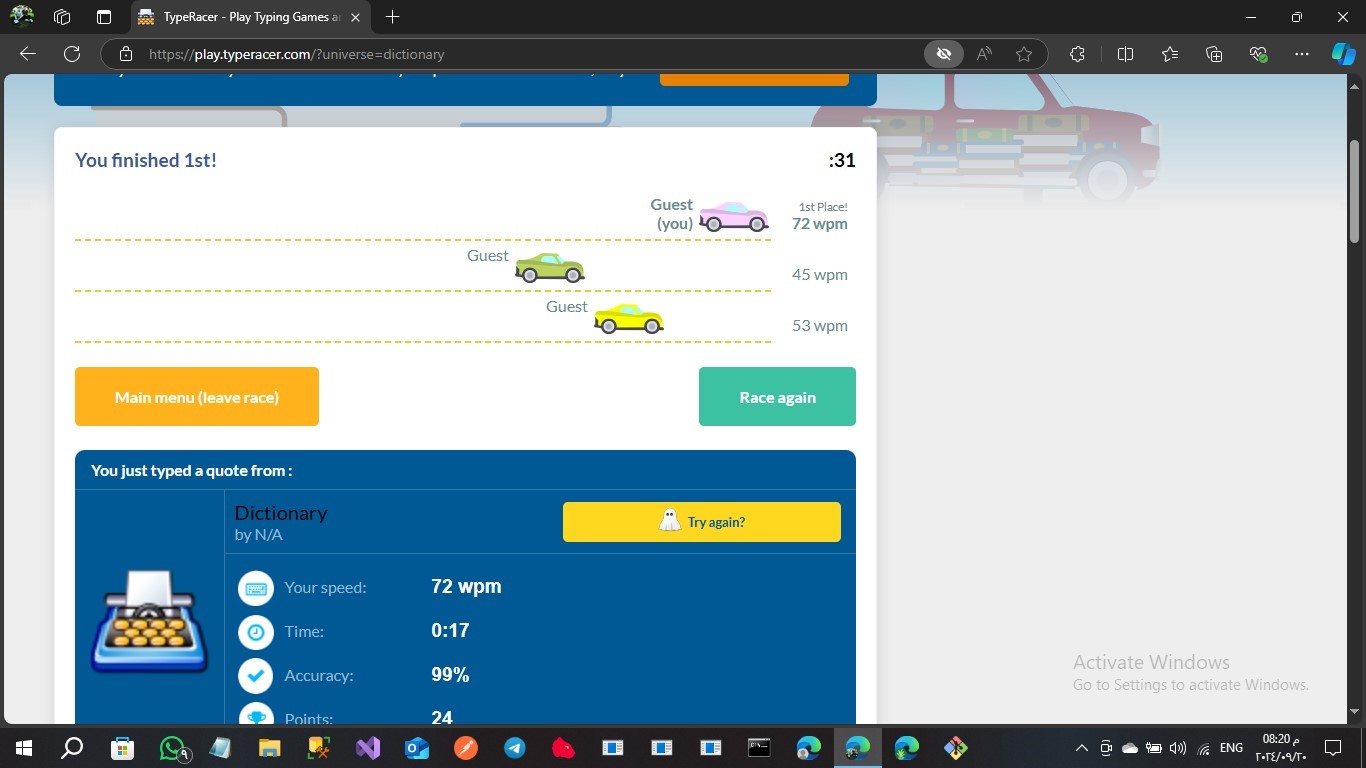 TypeRacer - Play Typing Games a
https://play.typeracer.com/?universe=dictionary
You finished 1st!
:31
Guest
(you)
1st Place!
72 wpm
Guest
45 wpm
Guest
53 wpm
Main menu (leave race)
Race again
You just typed a quote from :
Dictionary
by N/A
Try again?
Your speed:
72 wpm
Time:
0:17
Accuracy:
99%
Points:
24
Activate Windows
Go to Settings to activate Windows.
ENG
08:20 م
٢٠٢٤/٠٩/٢٠